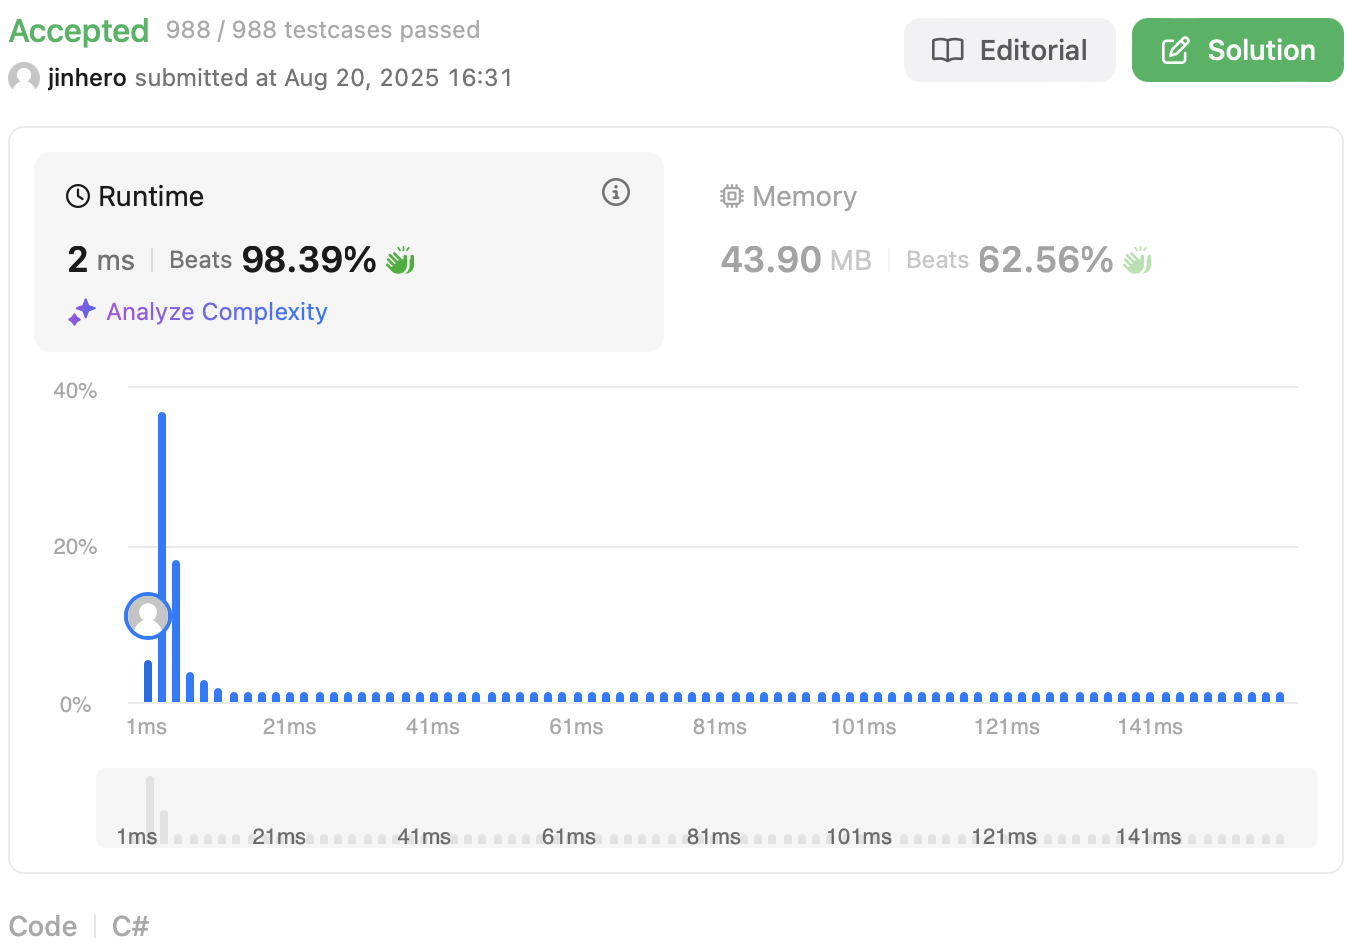 Accepted 988 / 988 testcases passed
Editorial
Solution
jinhero submitted at Aug 20, 2025 16:31
Runtime
2 ms Beats 98.39%
Analyze Complexity
Memory
43.90 MB Beats 62.56%
40%
20%
0%
1ms 21ms 41ms 61ms 81ms 101ms 121ms 141ms
1ms 21ms 41ms 61ms 81ms 101ms 121ms 141ms
Code C#